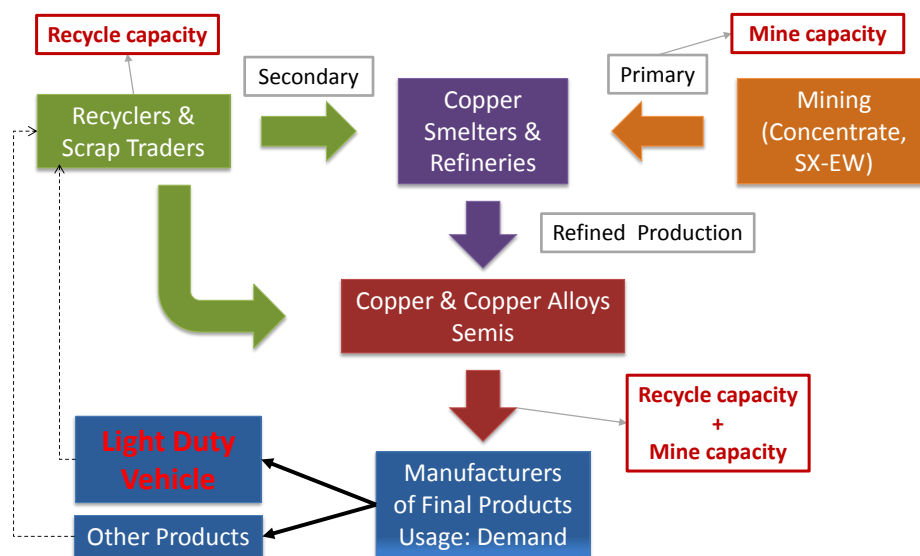 Recycle capacity
Mine capacity
Secondary
Primary
Recyclers &
Scrap Traders
Copper
Smelters &
Refineries
Mining
(Concentrate,
SX-EW)
Refined Production
Copper & Copper Alloys
Semis
Recycle capacity
+
Mine capacity
Light Duty
Vehicle
Manufacturers
of Final Products
Usage: Demand
Other Products